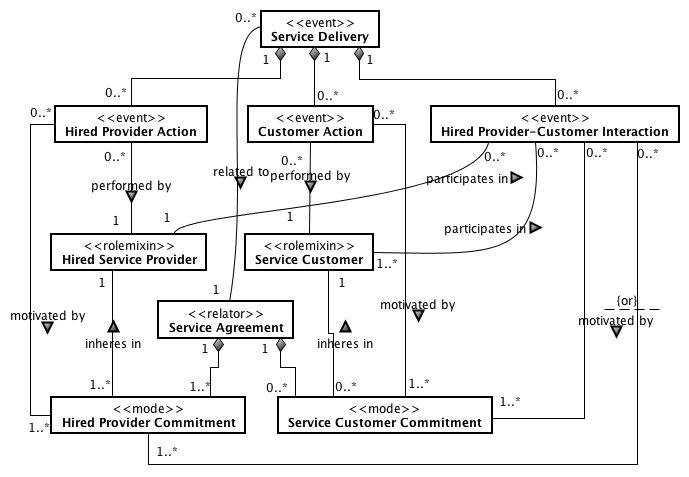 0..*
<<event>>
Service Delivery
1
1
1
0..*
0..*
0..*
0..*
<<event>>
Hired Provider Action
<<event>>
Customer Action
0..*
<<event>>
Hired Provider-Customer Interaction
0..*
0..*
0..*
0..*
0..*
0..*
performed by
related to
performed by
participates in
1
1
1
participates in
<<rolemixin>>
Hired Service Provider
<<rolemixin>>
Service Customer
1..*
1
1
1
<<relator>>
Service Agreement
motivated by
inheres in
1
1
inheres in
motivated by
{or}
motivated by
1..*
1..*
0..*
0..*
1..*
1..*
<<mode>>
Hired Provider Commitment
<<mode>>
Service Customer Commitment
1..*
1..*